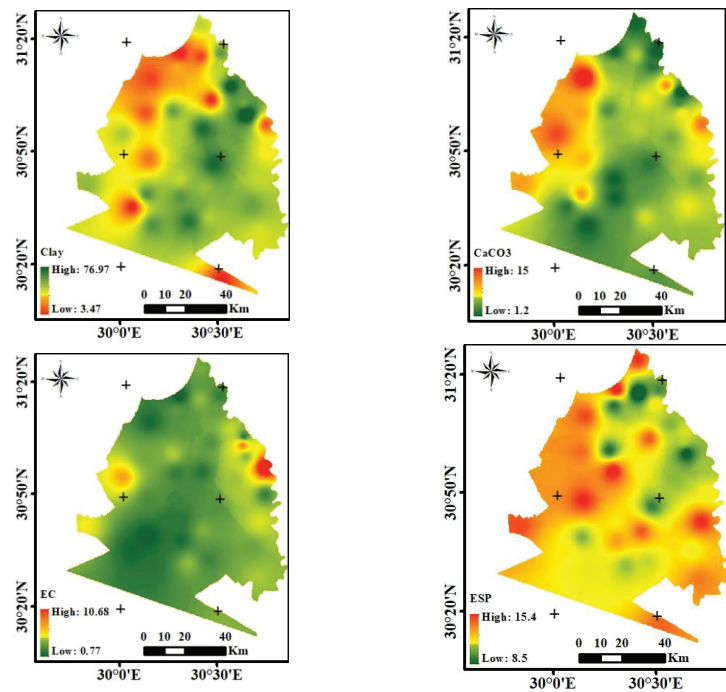 31°20'N
30°50'N
30°20'N
Clay
High: 76.97
Low: 3.47
0 10 20 40
Km
30°0'E 30°30'E
31°20'N
30°50'N
30°20'N
CaCO3
High: 15
Low: 1.2
0 10 20 40
Km
30°0'E 30°30'E
31°20'N
30°50'N
30°20'N
EC
High: 10.68
Low: 0.77
0 10 20 40
Km
30°0'E 30°30'E
31°20'N
30°50'N
30°20'N
ESP
High: 15.4
Low: 8.5
0 10 20 40
Km
30°0'E 30°30'E